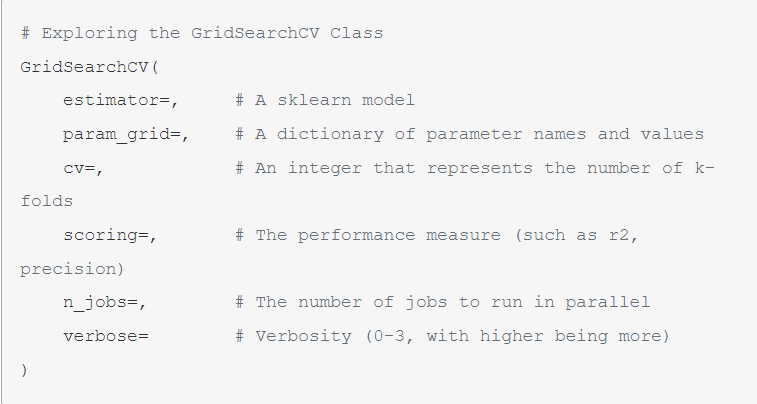 # Exploring the GridSearchCV Class
GridSearchCV(
    estimator=,     # A sklearn model
    param_grid=,    # A dictionary of parameter names and values
    cv=,            # An integer that represents the number of k-
folds
    scoring=,       # The performance measure (such as r2,
precision)
    n_jobs=,        # The number of jobs to run in parallel
    verbose=        # Verbosity (0-3, with higher being more)
)